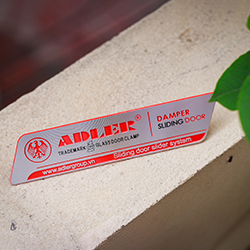 ADLER®
TRADEMARK GLASS DOOR CLAMP
DAMPER
SLIDING DOOR
www.adlergroup.vn
Sliding door slider system